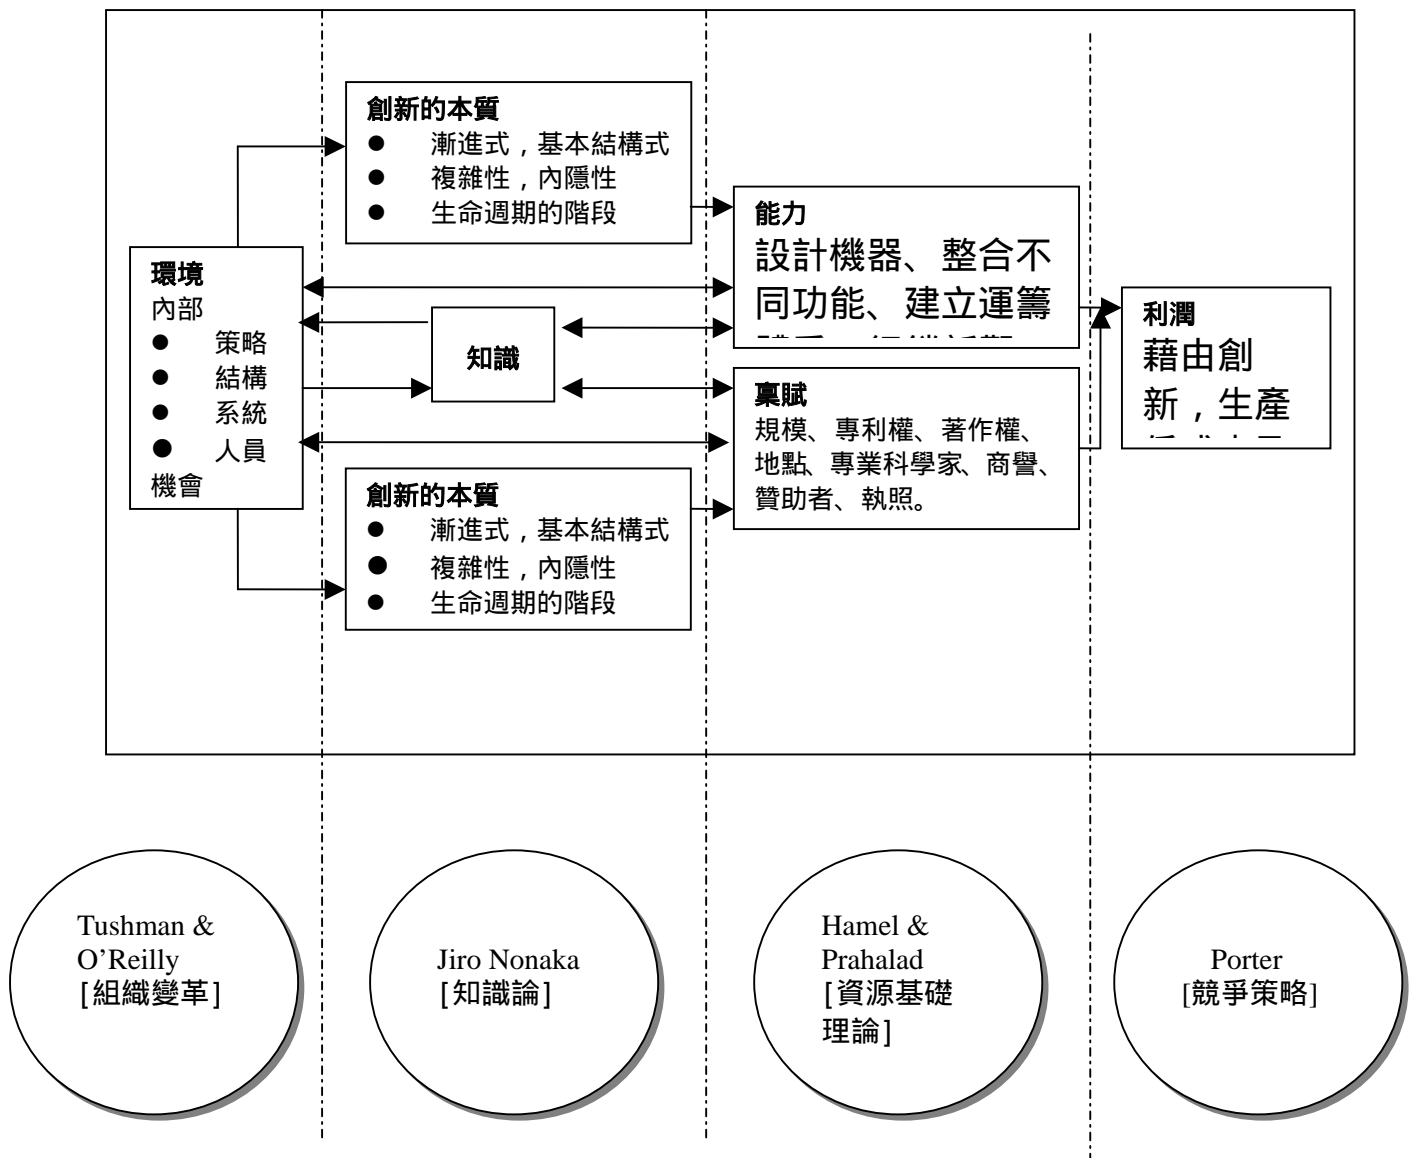 創新的本質
● 漸進式，基本結構式
● 複雜性，內隱性
● 生命週期的階段
環境
內部
● 策略
● 結構
● 系統
● 人員
機會
知識
創新的本質
● 漸進式，基本結構式
● 複雜性，內隱性
● 生命週期的階段
能力
設計機器、整合不
同功能、建立運籌
稟賦
規模、專利權、著作權、
地點、專業科學家、商譽、
贊助者、執照。
利潤
藉由創
新，生產
Tushman &
O’Reilly
[組織變革]
Jiro Nonaka
[知識論]
Hamel &
Prahalad
[資源基礎
理論]
Porter
[競爭策略]